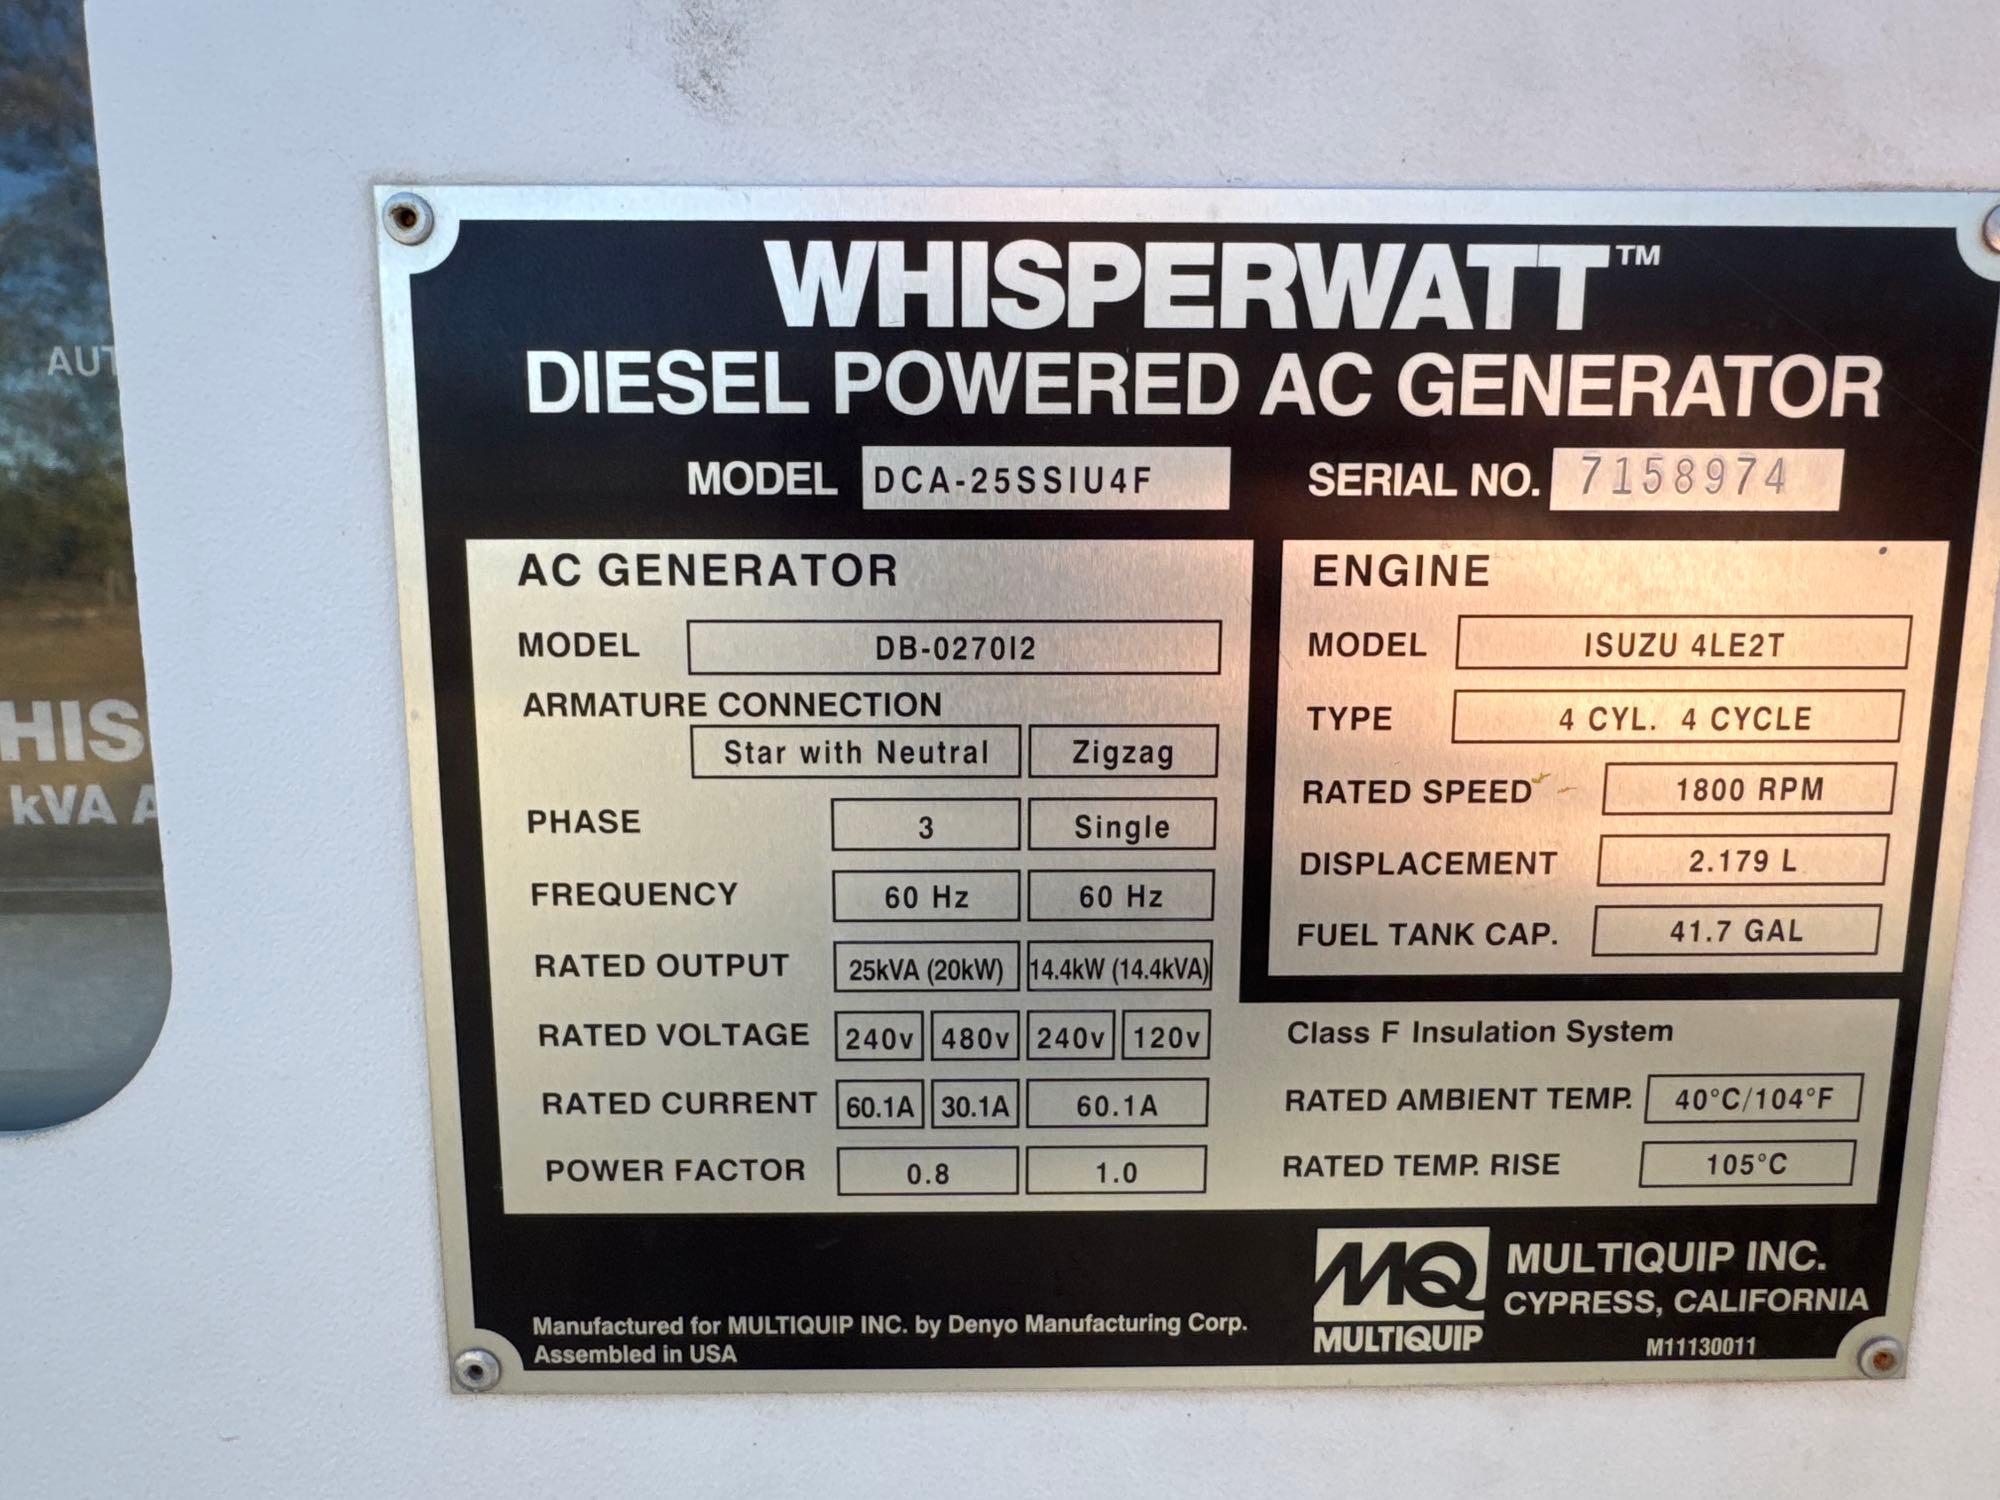 AUT
HIS
kVA A
WHISPERWATT™
DIESEL POWERED AC GENERATOR
MODEL DCA-25SSIU4F SERIAL NO. 7158974
AC GENERATOR
MODEL DB-0270I2
ARMATURE CONNECTION
Star with Neutral Zigzag
PHASE 3 Single
FREQUENCY 60 Hz 60 Hz
RATED OUTPUT 25kVA (20kW) 14.4kW (14.4kVA)
RATED VOLTAGE 240v 480v 240v 120v
RATED CURRENT 60.1A 30.1A 60.1A
POWER FACTOR 0.8 1.0
ENGINE
MODEL ISUZU 4LE2T
TYPE 4 CYL. 4 CYCLE
RATED SPEED 1800 RPM
DISPLACEMENT 2.179 L
FUEL TANK CAP. 41.7 GAL
Class F Insulation System
RATED AMBIENT TEMP. 40°C/104°F
RATED TEMP. RISE 105°C
Manufactured for MULTIQUIP INC. by Denyo Manufacturing Corp.
Assembled in USA
MQ
MULTIQUIP
MULTIQUIP INC.
CYPRESS, CALIFORNIA
M11130011